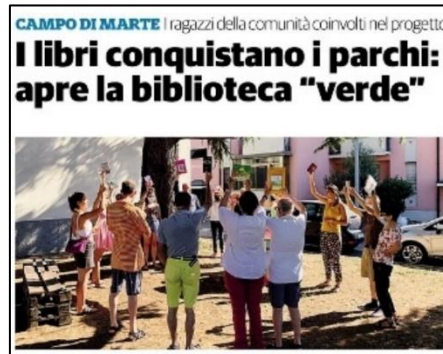 CAMPO DI MARTE I ragazzi della comunità coinvolti nel progetto
I libri conquistano i parchi:
apre la biblioteca “verde”